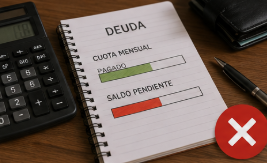 DEUDA
CUOTA MENSUAL
PAGADO
SALDO PENDIENTE